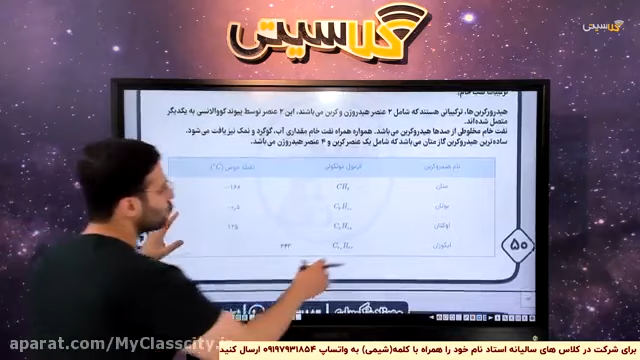 کلاسیتی
کلاسیتی
هیدروکربن‌ها، ترکیباتی هستند که شامل ۲ عنصر هیدروژن و کربن می‌باشند، این ۲ عنصر توسط پیوند کووالانسی به یکدیگر
متصل شده‌اند.
نفت خام مخلوطی از صدها هیدروکربن می‌باشد. همواره همراه نفت خام مقداری آب، گوگرد و نمک نیز یافت می‌شود.
ساده‌ترین هیدروکربن گاز متان می‌باشد که شامل یک عنصر کربن و ۴ عنصر هیدروژن می‌باشد.
نام هیدروکربن فرمول مولکولی نقطه جوش (°C)
متان CH₄
بوتان
اوکتان ۱۲۵
ایکوزان ۳۴۳
۵۰
aparat.com/MyClasscity
برای شرکت در کلاس های سالیانه استاد نام خود را همراه با کلمه(شیمی) به واتساپ ۰۹۱۹۷۹۳۱۸۵۴ ارسال کنید